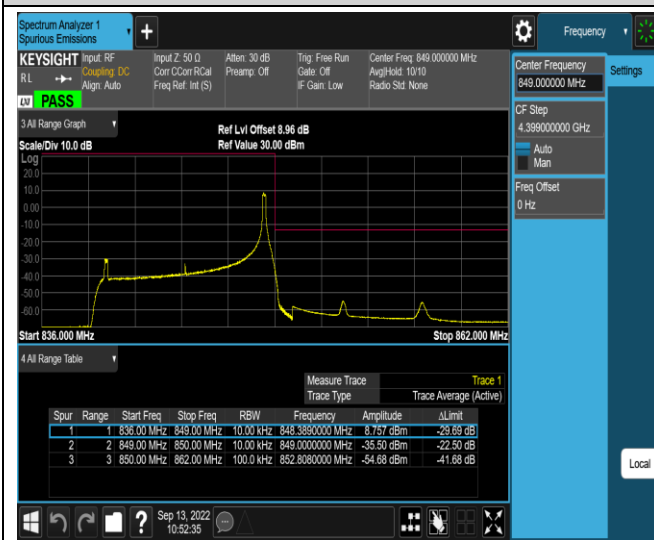 Spectrum Analyzer 1
Spurious Emissions
+
Frequency
KEYSIGHT Input: RF Input Z: 50 Ω Atten: 30 dB Trig: Free Run Center Freq: 849.000000 MHz
RL Coupling: DC Corr CCorr RCal Preamp: Off Gate: Off Avg|Hold: 10/10
Align: Auto Freq Ref: Int (S) IF Gain: Low Radio Std: None
LXI PASS
3 All Range Graph
Ref Lvl Offset 8.96 dB
Scale/Div 10.0 dB Ref Value 30.00 dBm
Log
20.0
10.0
0.00
-10.0
-20.0
-30.0
-40.0
-50.0
-60.0
Start 836.000 MHz Stop 862.000 MHz
4 All Range Table
Measure Trace Trace 1
Trace Type Trace Average (Active)
Spur Range Start Freq Stop Freq RBW Frequency Amplitude ΔLimit
1 1 836.00 MHz 849.00 MHz 10.00 kHz 848.3890000 MHz 8.757 dBm -29.69 dB
2 2 849.00 MHz 850.00 MHz 10.00 kHz 849.0000000 MHz -35.50 dBm -22.50 dB
3 3 850.00 MHz 862.00 MHz 100.0 kHz 852.8080000 MHz -54.68 dBm -41.68 dB
Center Frequency
849.000000 MHz
Settings
CF Step
4.399000000 GHz
Auto
Man
Freq Offset
0 Hz
Local
?
Sep 13, 2022
10:52:35